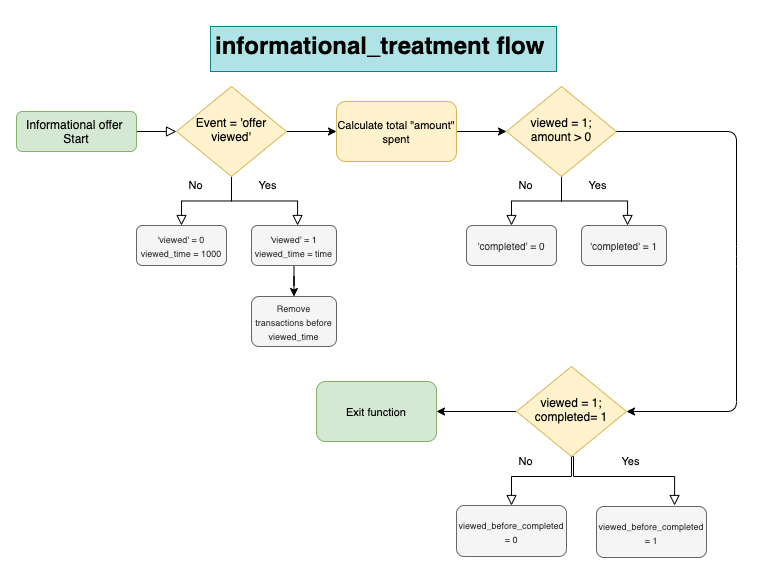 informational_treatment flow
Informational offer
Start
Event = 'offer
viewed'
Calculate total "amount"
spent
viewed = 1;
amount > 0
No
Yes
No
Yes
'viewed' = 0
viewed_time = 1000
'viewed' = 1
viewed_time = time
'completed' = 0
'completed' = 1
Remove
transactions before
viewed_time
Exit function
viewed = 1;
completed= 1
No
Yes
viewed_before_completed
= 0
viewed_before_completed
= 1